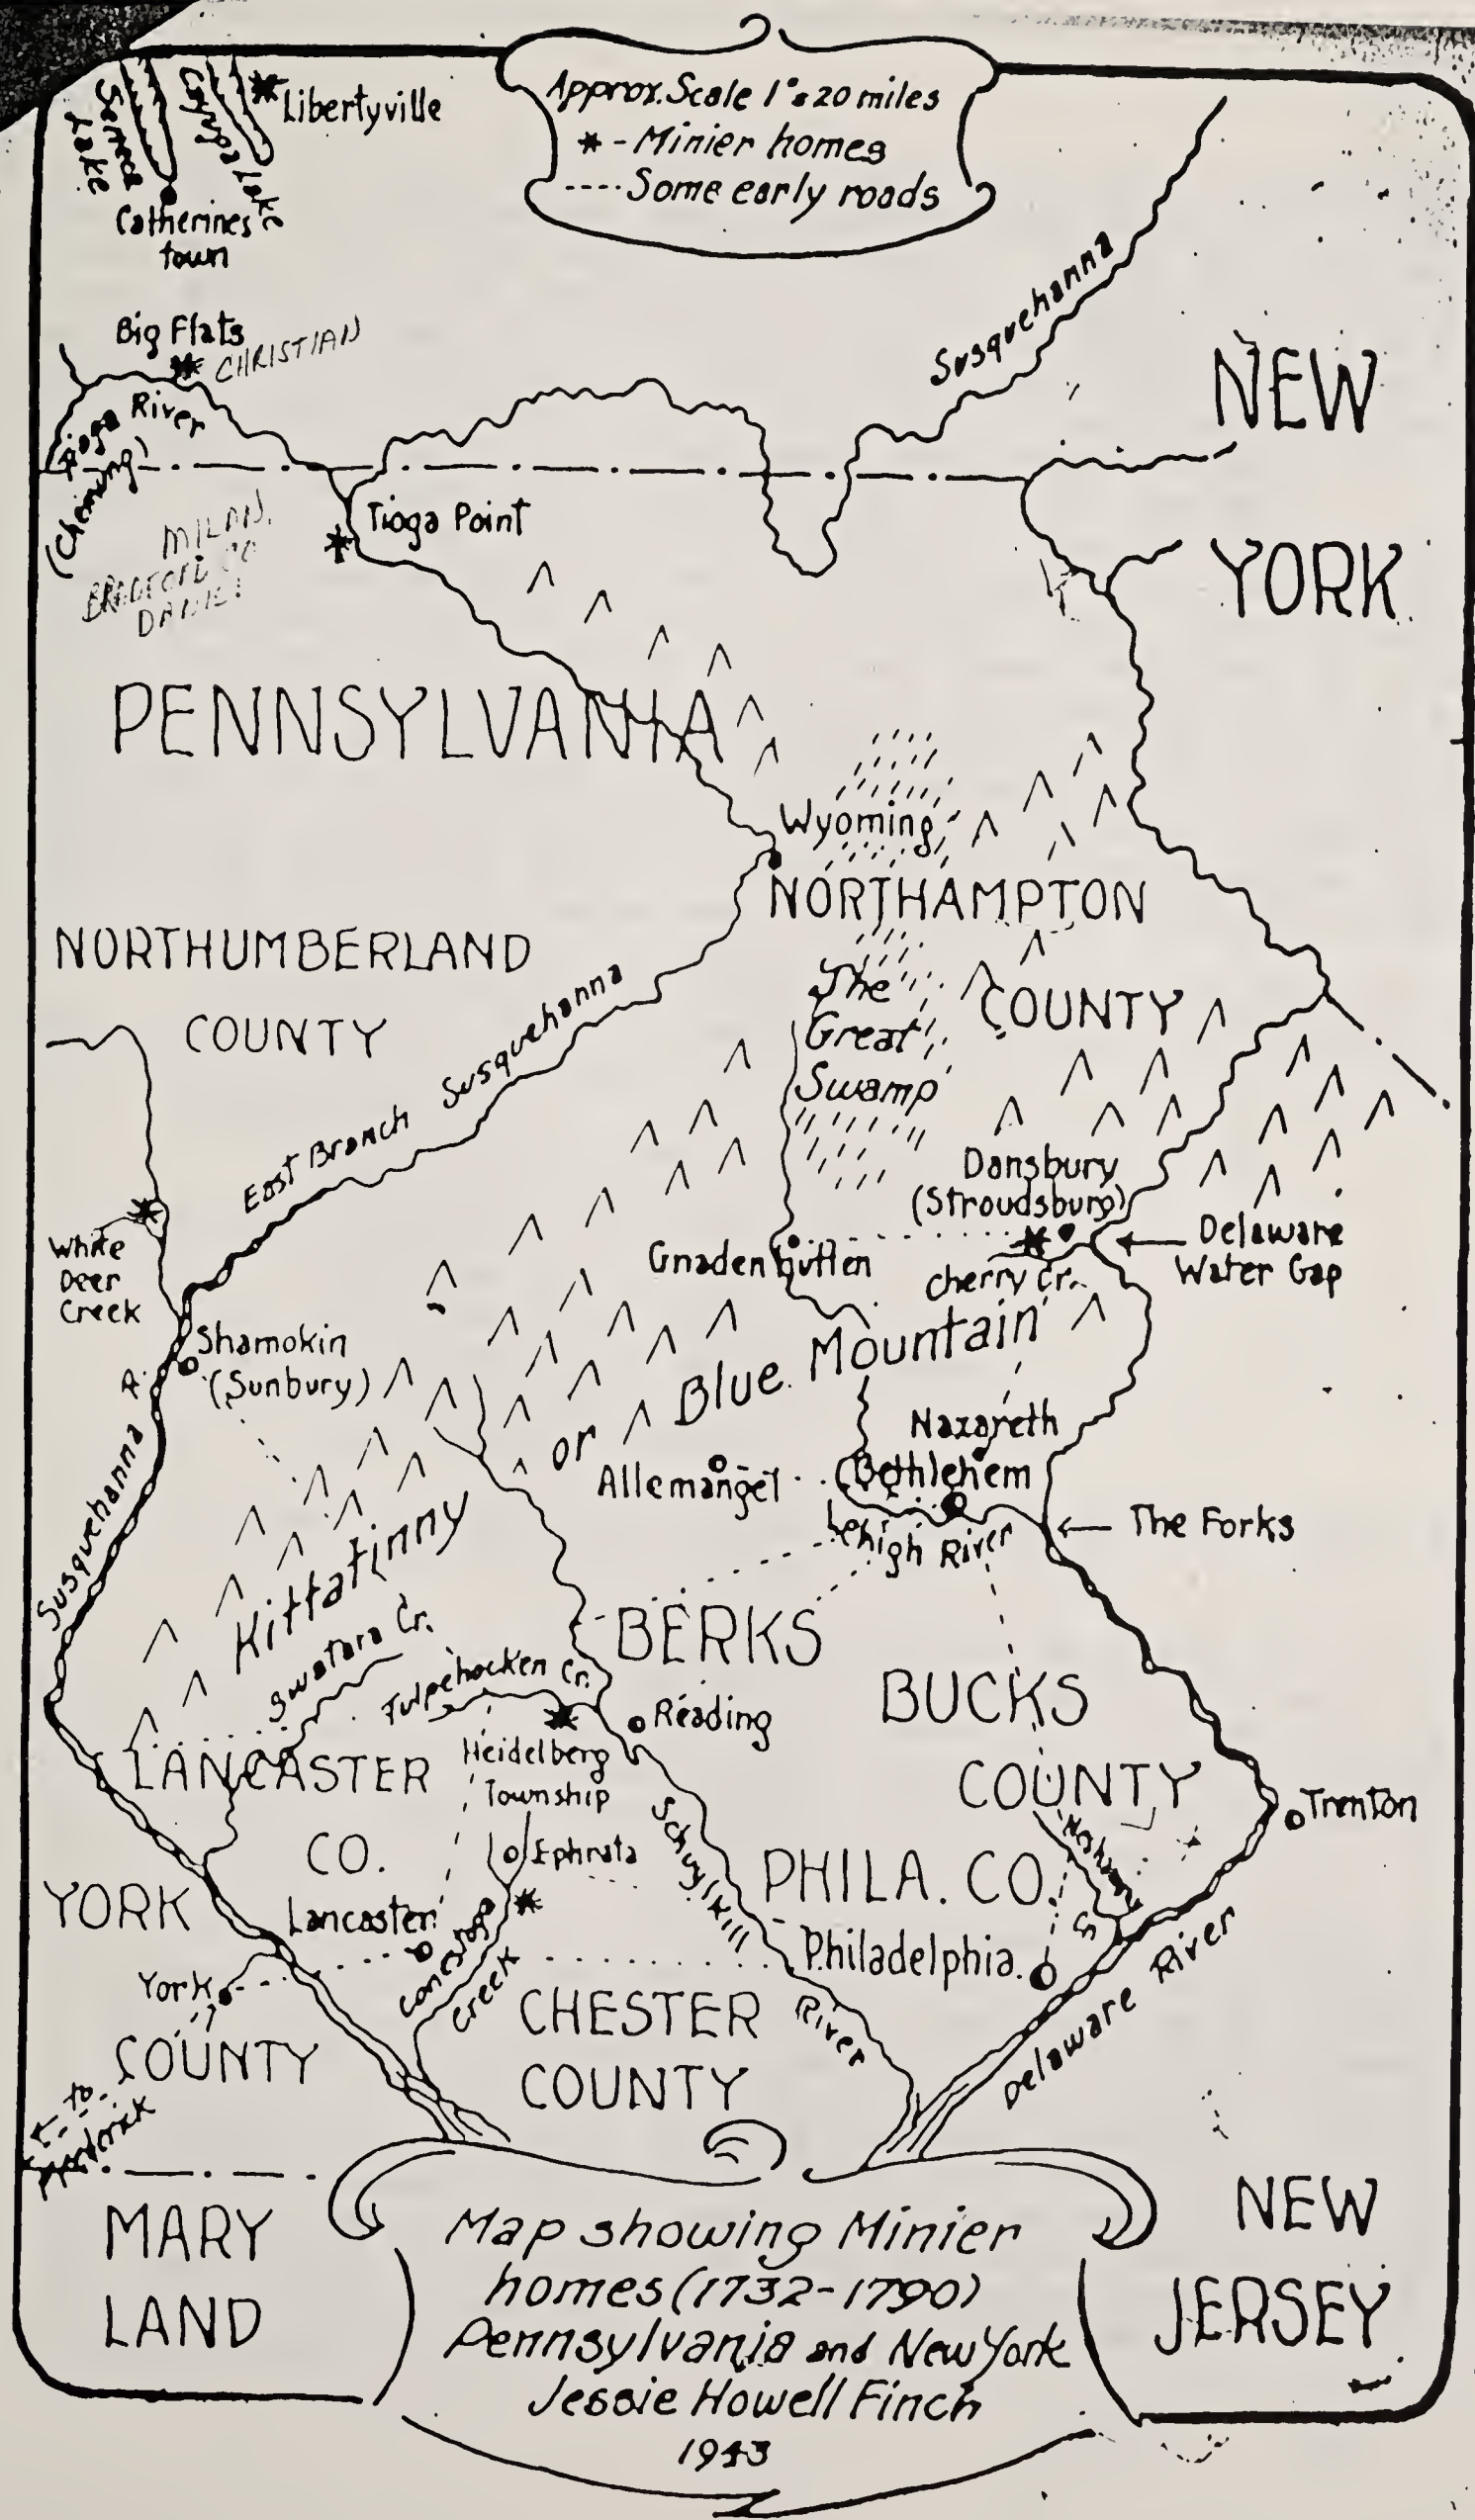 Approx. Scale 1"=20 miles
* - Minier homes
---- Some early roads
Seneca
Lake
Cayuga Lake
Libertyville
Catherines
town
Big Flats
CHRISTIAN
Tioga River
(Chemung)
Susquehanna
NEW
YORK
Tioga Point
MILAN,
BRADFORD CO
DANIEL
PENNSYLVANIA
Wyoming
NORTHAMPTON
COUNTY
NORTHUMBERLAND
COUNTY
The
Great
Swamp
East Branch Susquehanna
Dansbury
(Stroudsburg)
Delaware
Water Gap
White
Deer
Creek
Gnadenhutten
Cherry Cr.
Shamokin
(Sunbury)
Kittatinny or Blue Mountain
Susquehanna R.
Nazareth
Allemangel
Bethlehem
Lehigh River
The Forks
Swatara Cr.
Tulpehocken Cr.
BERKS
BUCKS
COUNTY
Reading
LANCASTER
CO.
Heidelberg
Township
Trenton
Ephrata
Schuylkill
River
PHILA. CO.
YORK
COUNTY
Lancaster
Conestoga
Creek
Philadelphia
York
CHESTER
COUNTY
Delaware River
to
Frederick
MARY
LAND
NEW
JERSEY
Map showing Minier
homes (1732-1790)
Pennsylvania and New York
Jessie Howell Finch
1943